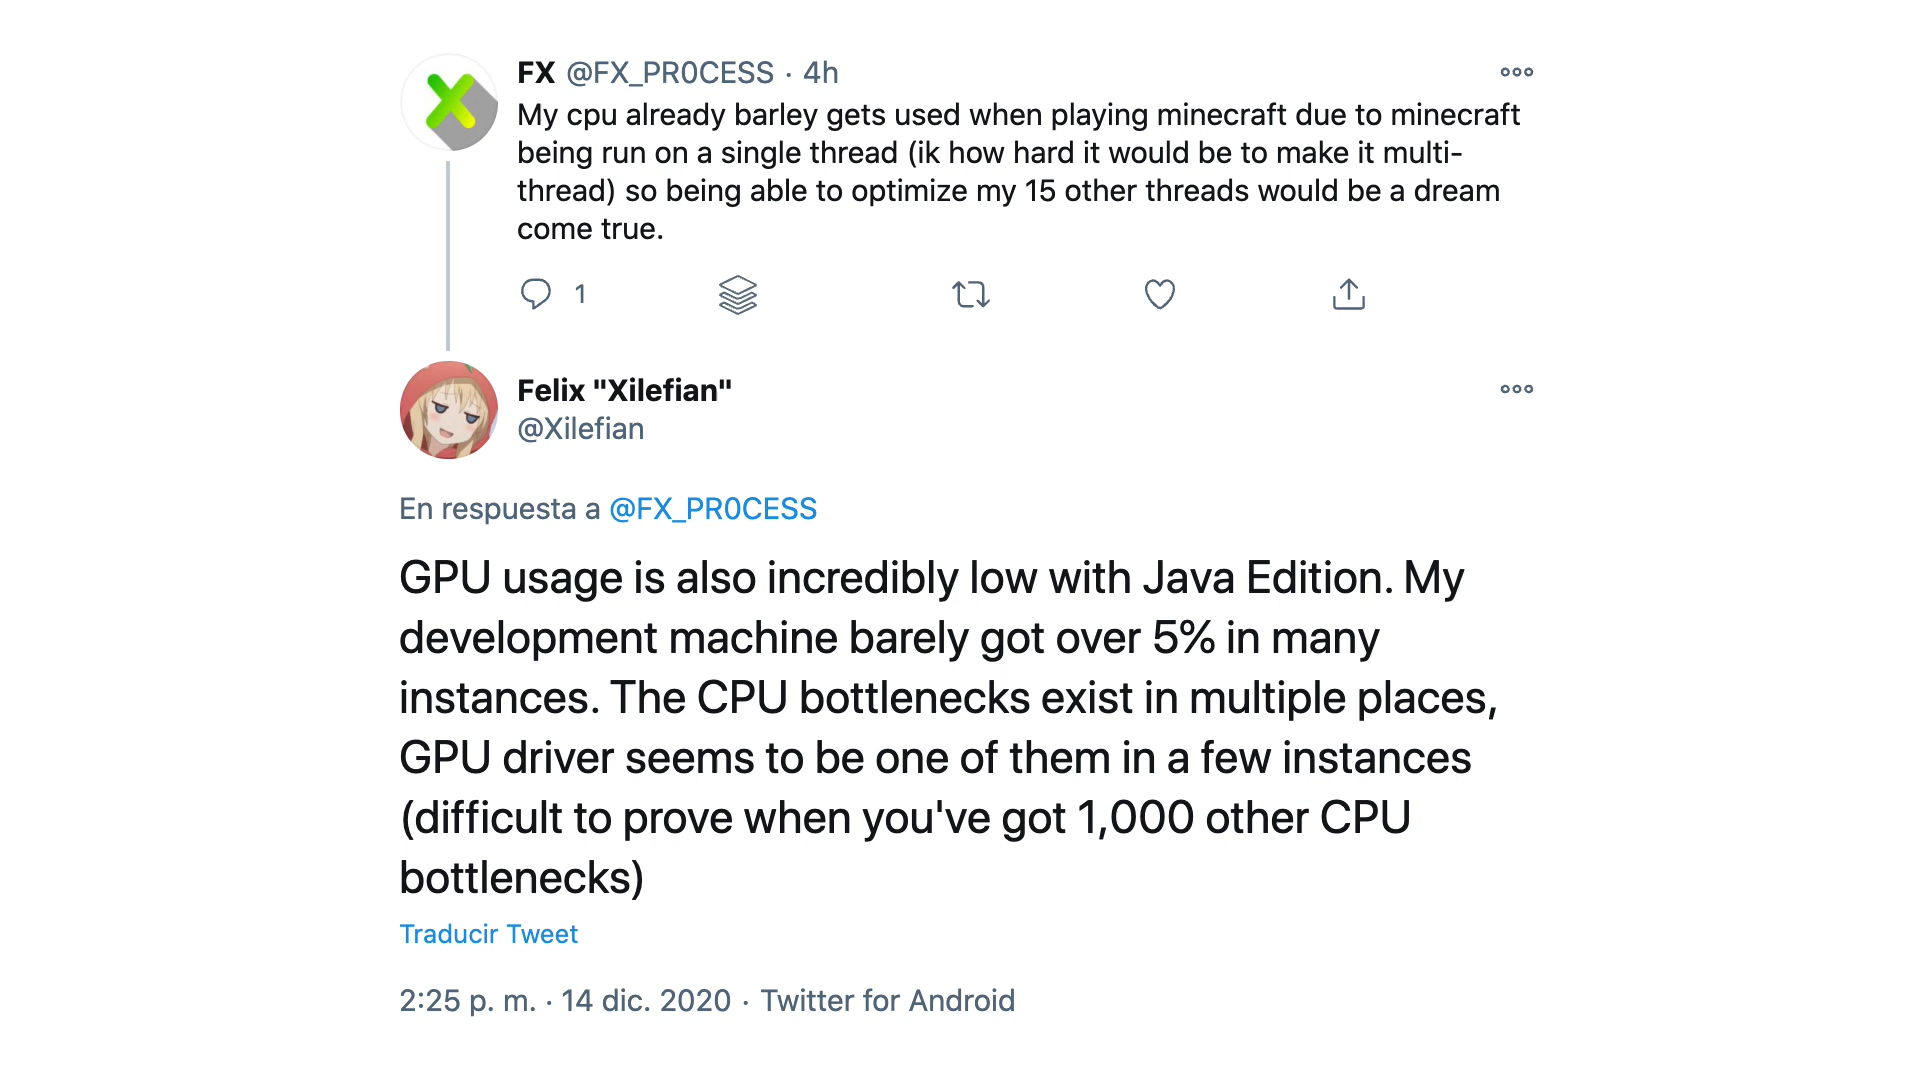 FX @FX_PR0CESS · 4h
My cpu already barley gets used when playing minecraft due to minecraft
being run on a single thread (ik how hard it would be to make it multi-
thread) so being able to optimize my 15 other threads would be a dream
come true.
1
Felix "Xilefian"
@Xilefian
En respuesta a @FX_PR0CESS
GPU usage is also incredibly low with Java Edition. My
development machine barely got over 5% in many
instances. The CPU bottlenecks exist in multiple places,
GPU driver seems to be one of them in a few instances
(difficult to prove when you've got 1,000 other CPU
bottlenecks)
Traducir Tweet
2:25 p. m. · 14 dic. 2020 · Twitter for Android